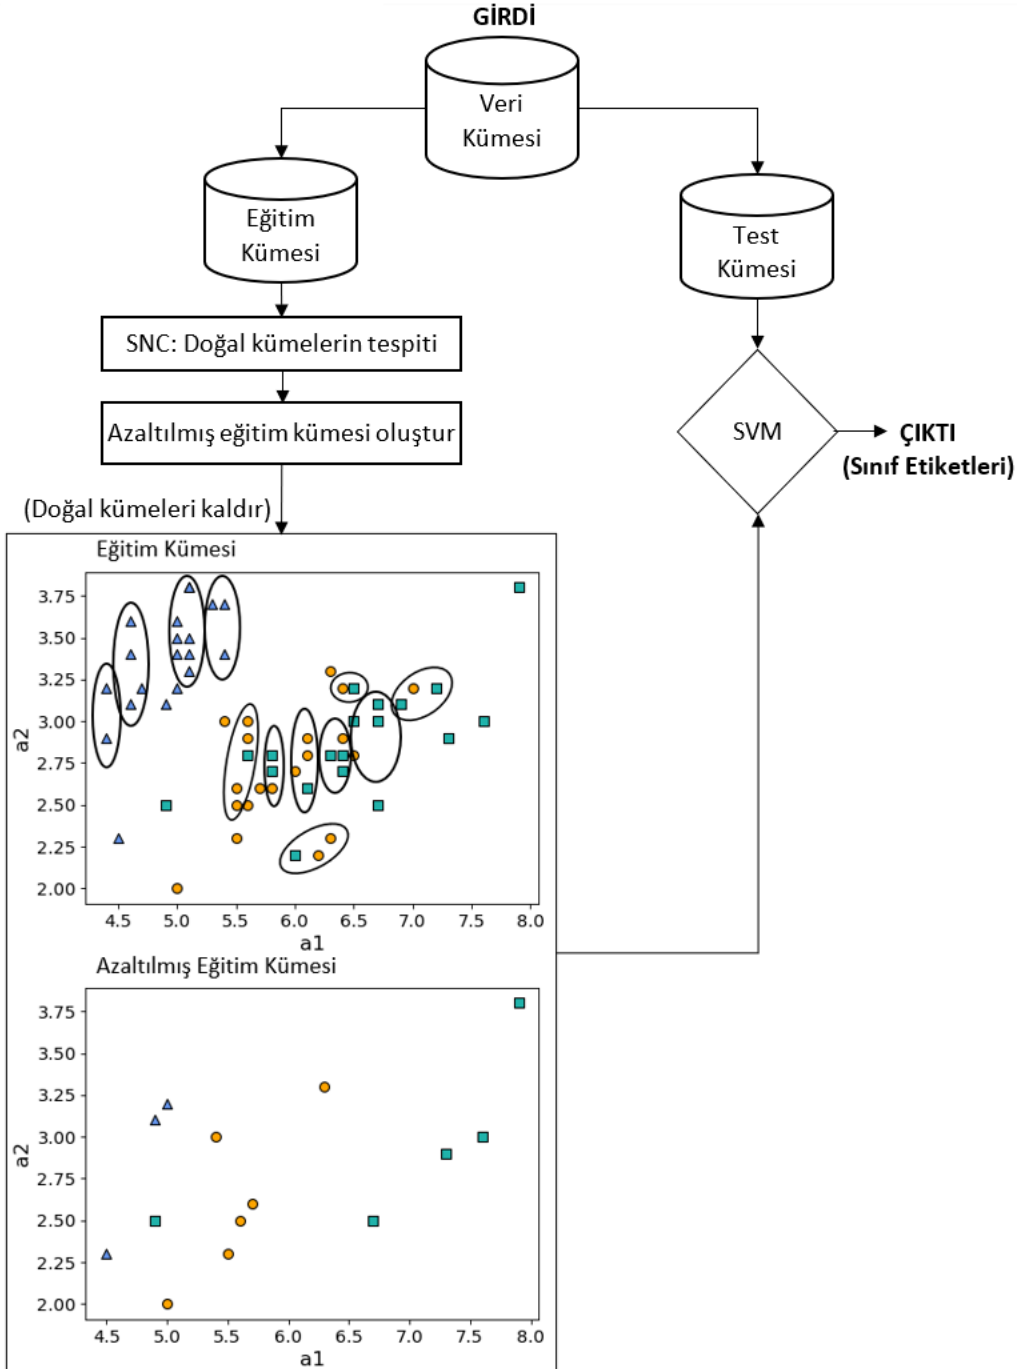 GİRDİ
Veri
Kümesi
Eğitim
Kümesi
Test
Kümesi
SNC: Doğal kümelerin tespiti
Azaltılmış eğitim kümesi oluştur
SVM
ÇIKTI
(Sınıf Etiketleri)
(Doğal kümeleri kaldır)
Eğitim Kümesi
3.75
3.50
3.25
3.00
2.75
2.50
2.25
2.00
a2
4.5 5.0 5.5 6.0 6.5 7.0 7.5 8.0
a1
Azaltılmış Eğitim Kümesi
3.75
3.50
3.25
3.00
2.75
2.50
2.25
2.00
a2
4.5 5.0 5.5 6.0 6.5 7.0 7.5 8.0
a1